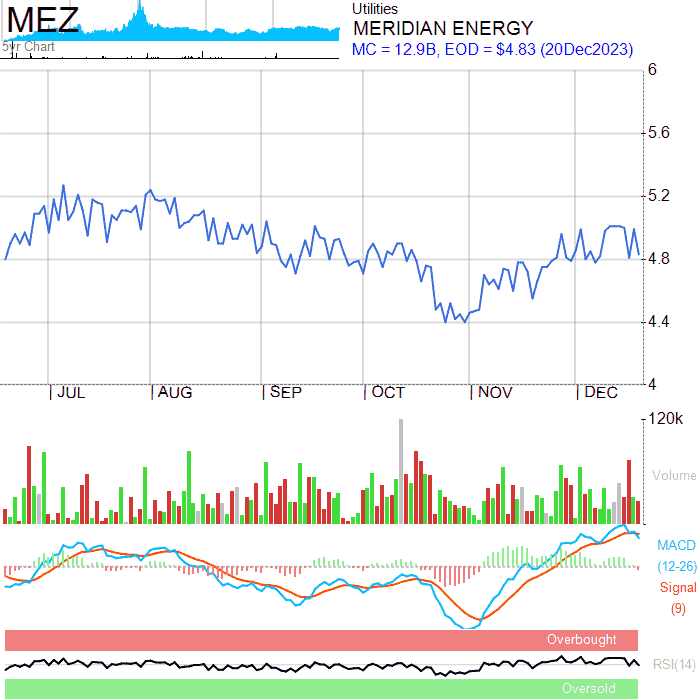 MEZ
5yr Chart
Utilities
MERIDIAN ENERGY
MC = 12.9B, EOD = $4.83 (20Dec2023)
6
5.6
5.2
4.8
4.4
4
JUL AUG SEP OCT NOV DEC
120k
Volume
MACD
(12-26)
Signal
(9)
Overbought
RSI(14)
Oversold